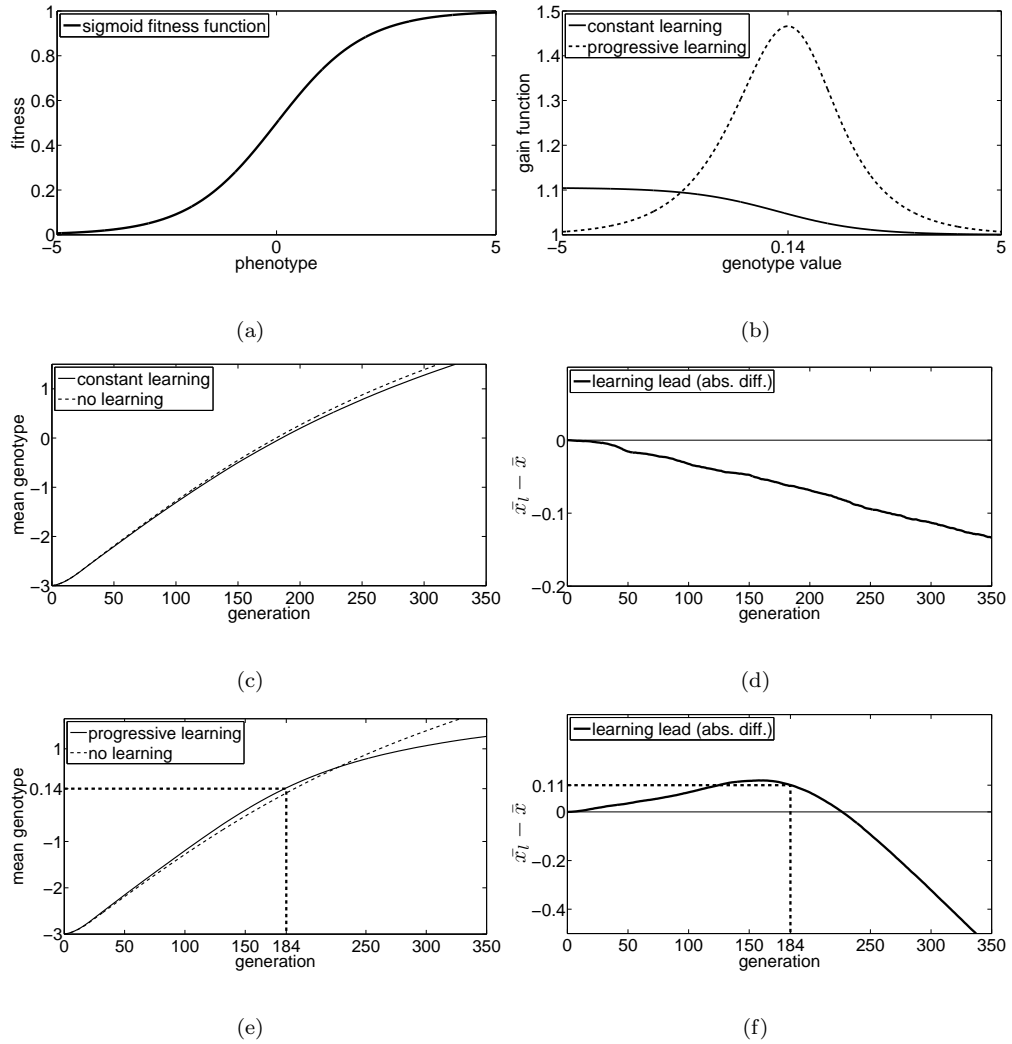 sigmoid fitness function
1
0.8
0.6
0.4
0.2
0
fitness
−5
0
5
phenotype
(a)
constant learning
progressive learning
1.5
1.4
1.3
1.2
1.1
1
gain function
−5
0.14
5
genotype value
(b)
constant learning
no learning
1
0
−1
−2
−3
mean genotype
0
50
100
150
200
250
300
350
generation
(c)
learning lead (abs. diff.)
0
−0.1
−0.2
x̄l − x̄
0
50
100
150
200
250
300
350
generation
(d)
progressive learning
no learning
1
0.14
−1
−2
−3
mean genotype
0
50
100
150
184
250
300
350
generation
(e)
learning lead (abs. diff.)
0.11
0
−0.2
−0.4
x̄l − x̄
0
50
100
150
184
250
300
350
generation
(f)